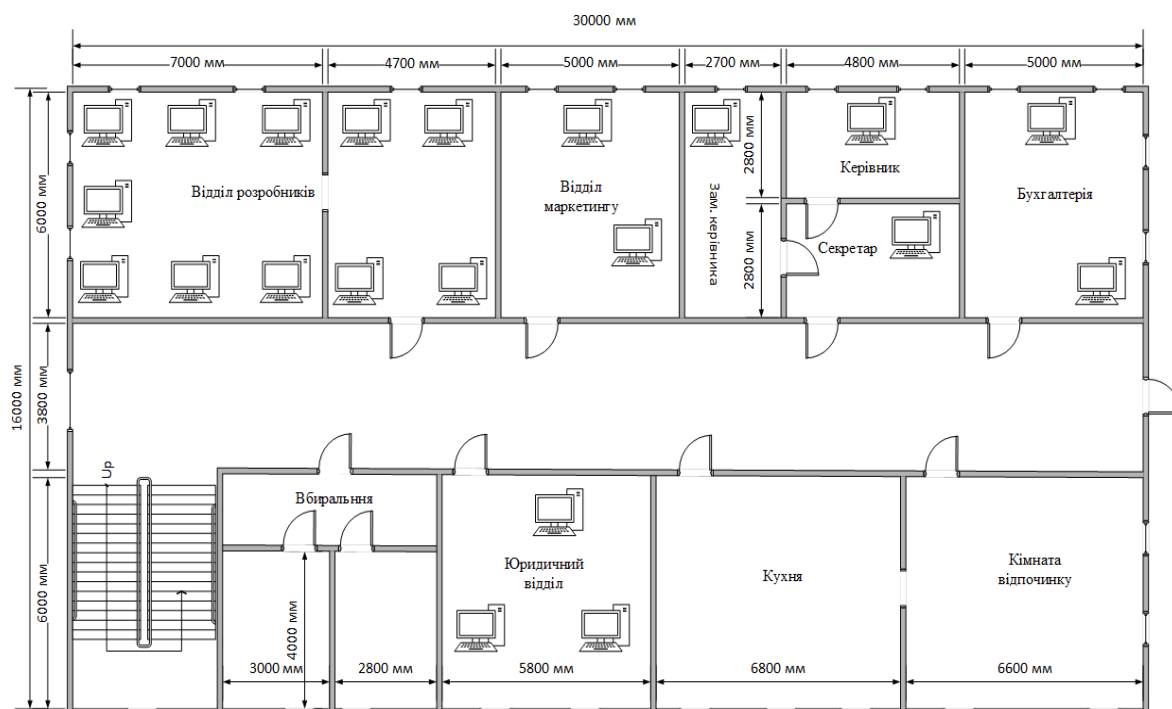 30000 мм
7000 мм
4700 мм
5000 мм
2700 мм
4800 мм
5000 мм
16000 мм
6000 мм
3800 мм
6000 мм
Відділ розробників
Відділ
маркетингу
Зам. керівника
2800 мм
2800 мм
Керівник
Секретар
Бухгалтерія
Up
Вбиральня
4000 мм
3000 мм
2800 мм
Юридичний
відділ
5800 мм
Кухня
6800 мм
Кімната
відпочинку
6600 мм